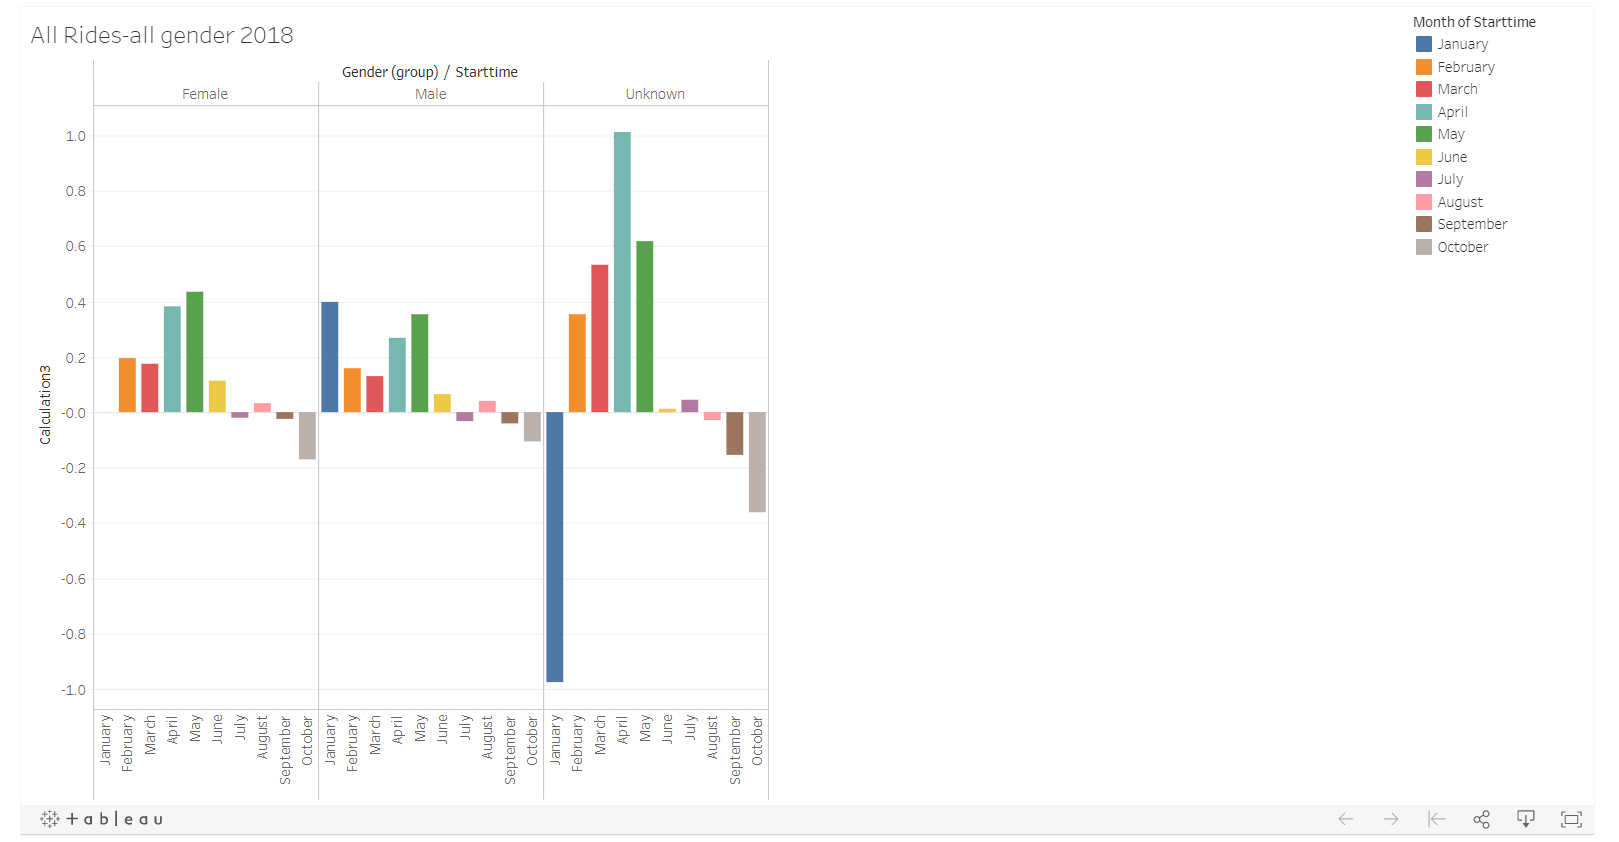 All Rides-all gender 2018
Gender (group) / Starttime
Female Male Unknown
Calculation3
1.0
0.8
0.6
0.4
0.2
-0.0
-0.2
-0.4
-0.6
-0.8
-1.0
January February March April May June July August September October January February March April May June July August September October January February March April May June July August September October
Month of Starttime
January
February
March
April
May
June
July
August
September
October
+ a b | e a u